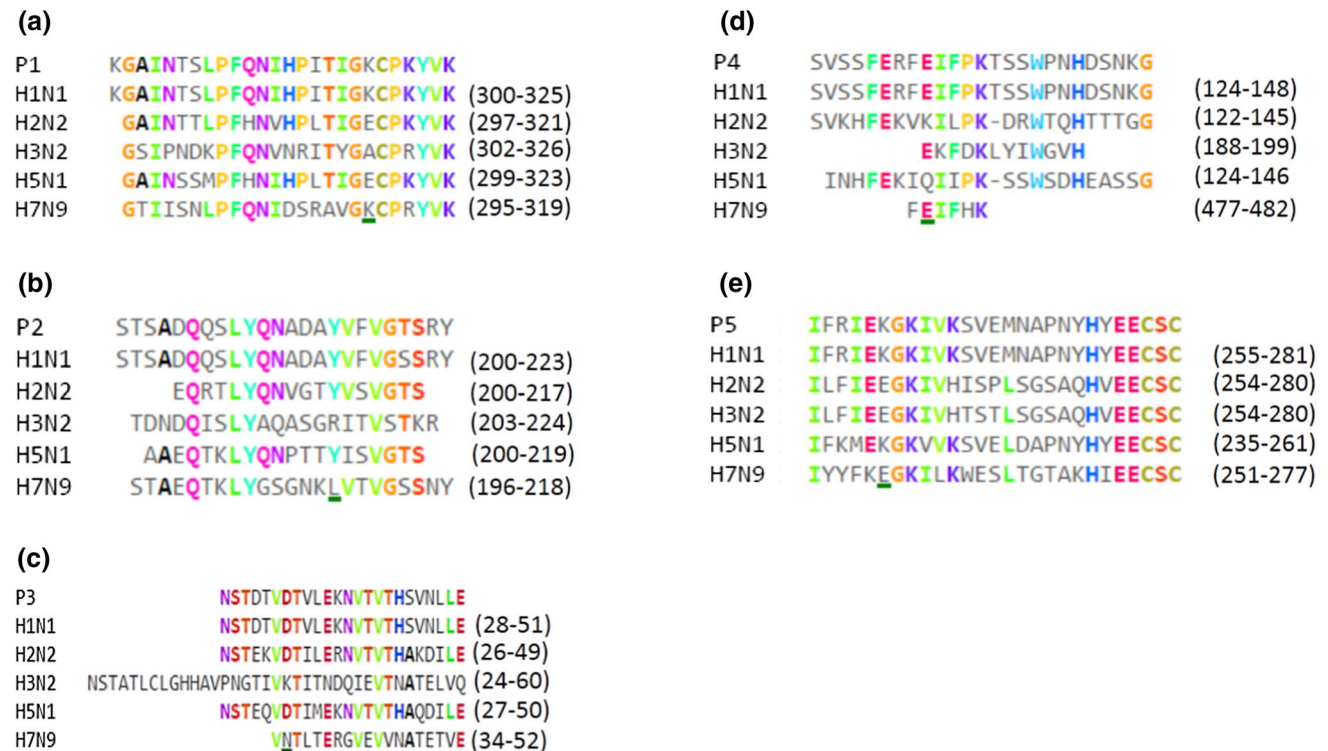 (a)
P1 KGAINTSLPFQNIHPITIGKCPKYVK
H1N1 KGAINTSLPFQNIHPITIGKCPKYVK (300-325)
H2N2 GAINTTLPFHNVHPLTIGECPKYVK (297-321)
H3N2 GSIPNDKPFQNVNRITYGACPRYVK (302-326)
H5N1 GAINSSMPFHNIHPLTIGECPKYVK (299-323)
H7N9 GTIISNLPFQNIDSRAVGKCPRYVK (295-319)
(b)
P2 STSADQQSLYQNADAYVFVGTSRY
H1N1 STSADQQSLYQNADAYVFVGSSRY (200-223)
H2N2 EQRTLYQNVGTYVSVGTS (200-217)
H3N2 TDNDQISLYAQASGRITVSTKR (203-224)
H5N1 AAEQTKLYQNPTTYISVGTS (200-219)
H7N9 STAEQTKLYGSGNKLVTVGSSNY (196-218)
(c)
P3 NSTDTVDTVLEKNVTVTHSVNLLE
H1N1 NSTDTVDTVLEKNVTVTHSVNLLE (28-51)
H2N2 NSTEKVDTILERNVTVTHAKDILE (26-49)
H3N2 NSTATLCLGHHAVPNGTIVKTITNDQIEVTNATELVQ (24-60)
H5N1 NSTEQVDTIMEKNVTVTHAQDILE (27-50)
H7N9 VNTLTERGVEVVNATETVE (34-52)
(d)
P4 SVSSFERFEIFPKTSSWPNHDSNKG
H1N1 SVSSFERFEIFPKTSSWPNHDSNKG (124-148)
H2N2 SVKHFEKVKILPK-DRWTQHTTTGG (122-145)
H3N2 EKFDKLYIWGVH (188-199)
H5N1 INHFEKIQIIPK-SSWSDHEASSG (124-146
H7N9 FEIFHK (477-482)
(e)
P5 IFRIEKGKIVKSVEMNAPNYHYEECSC
H1N1 IFRIEKGKIVKSVEMNAPNYHYEECSC (255-281)
H2N2 ILFIEEGKIVHISPLSGSAQHVEECSC (254-280)
H3N2 ILFIEEGKIVHTSTLSGSAQHVEECSC (254-280)
H5N1 IFKMEKGKVVKSVELDAPNYHYEECSC (235-261)
H7N9 IYYFKEGKILKWESLTGTAKHIEECSC (251-277)